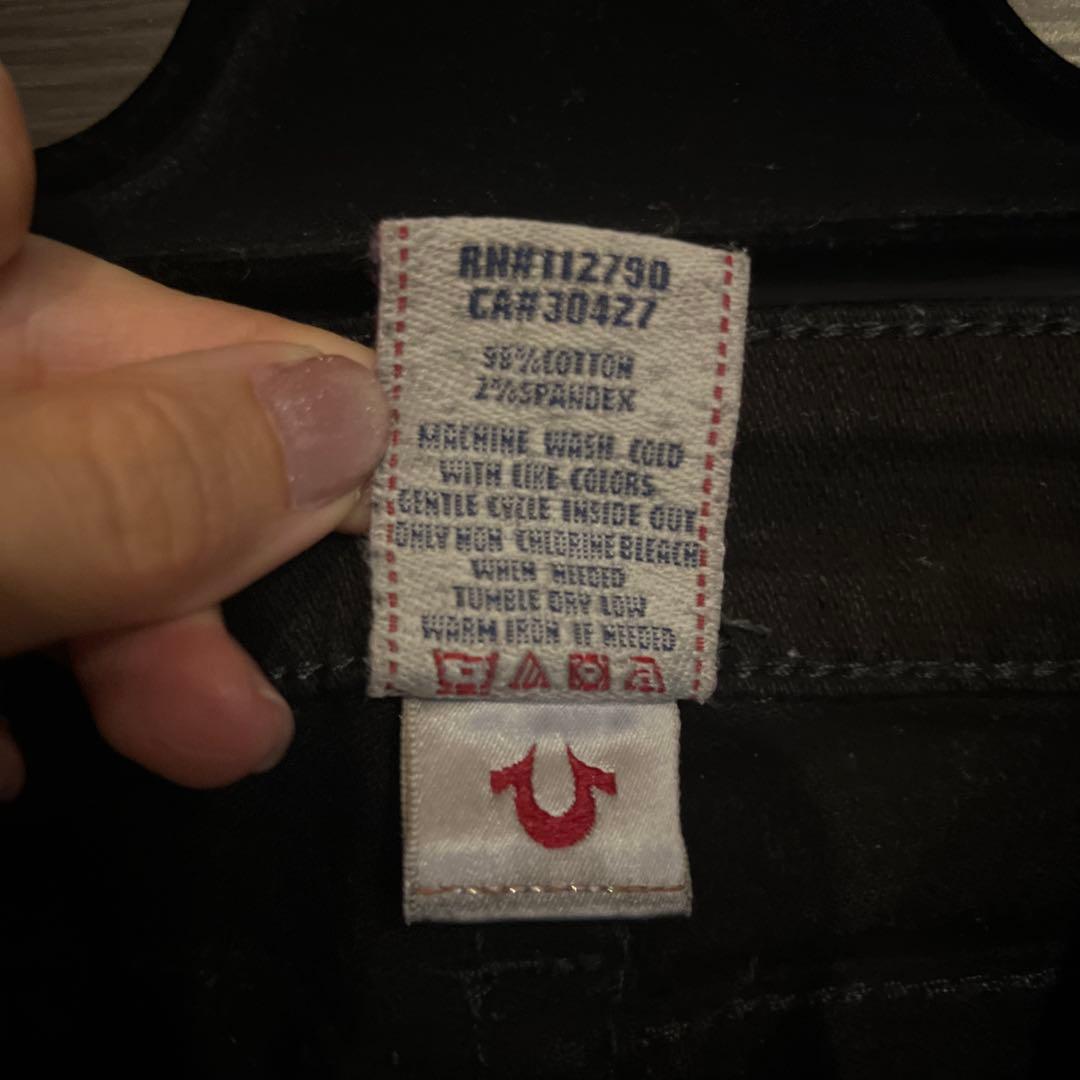 RN#112790
CA#30427
98%COTTON
2%SPANDEX
MACHINE WASH COLD
WITH LIKE COLORS
GENTLE CYCLE INSIDE OUT
ONLY NON CHLORINE BLEACH
WHEN NEEDED
TUMBLE DRY LOW
WARM IRON IF NEEDED